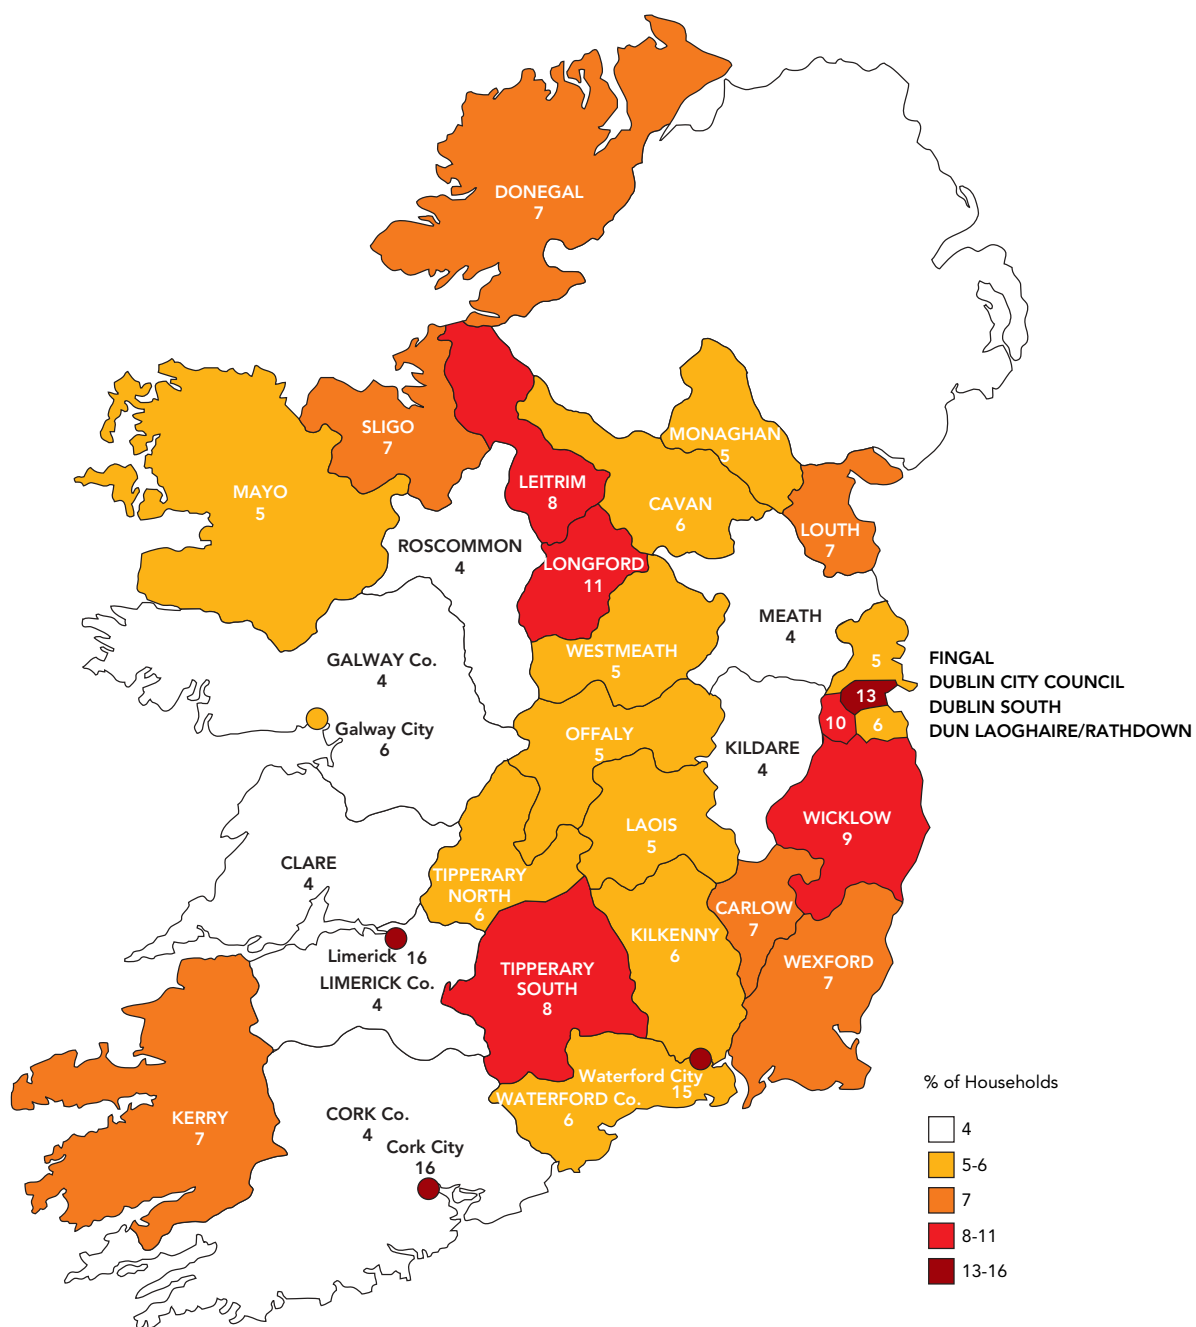 DONEGAL
7
SLIGO
7
MONAGHAN
5
LEITRIM
8
MAYO
5
CAVAN
6
LOUTH
7
ROSCOMMON
4
LONGFORD
11
MEATH
4
WESTMEATH
5
GALWAY Co.
4
5
FINGAL
DUBLIN CITY COUNCIL
DUBLIN SOUTH
DUN LAOGHAIRE/RATHDOWN
13
10
6
Galway City
6
OFFALY
5
KILDARE
4
WICKLOW
9
LAOIS
5
CLARE
4
TIPPERARY
NORTH
6
CARLOW
7
KILKENNY
6
Limerick 16
LIMERICK Co.
4
TIPPERARY
SOUTH
8
WEXFORD
7
Waterford City
15
WATERFORD Co.
6
KERRY
7
CORK Co.
4
Cork City
16
% of Households
4
5-6
7
8-11
13-16